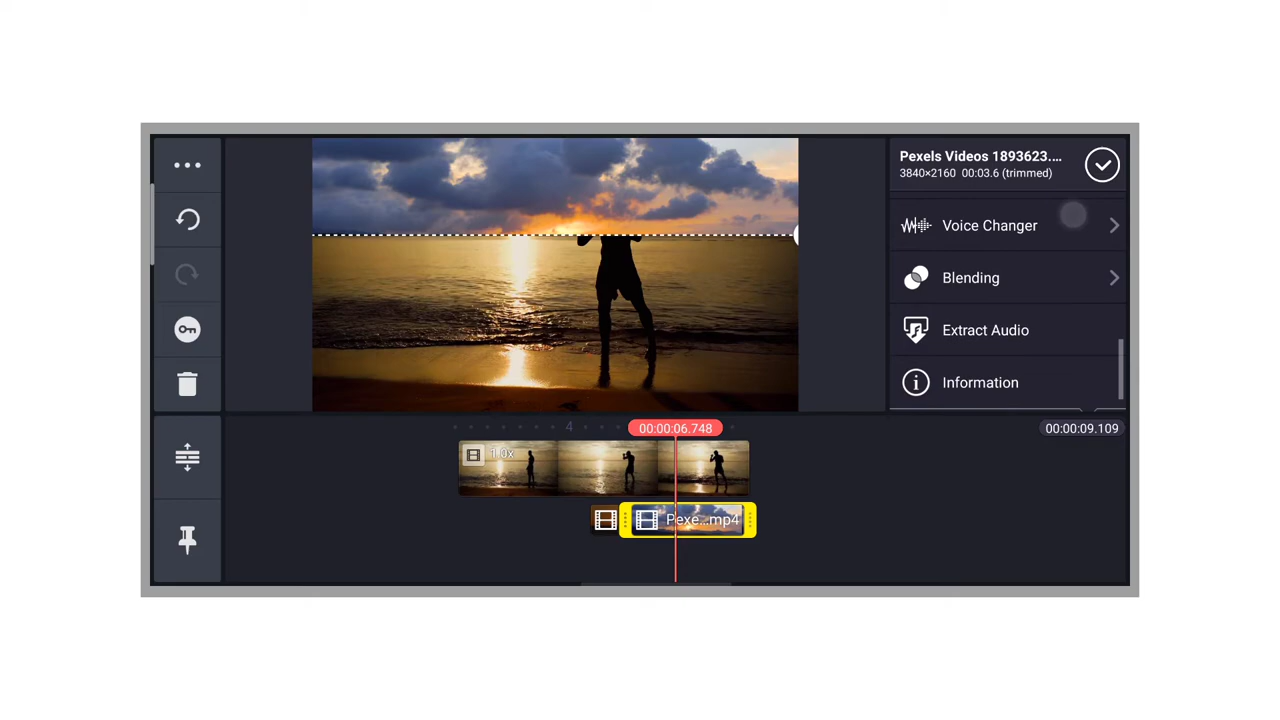 Pexels Videos 1893623....
3840×2160 00:03.6 (trimmed)
Voice Changer
Blending
Extract Audio
Information
4
00:00:06.748
00:00:09.109
1.0x
Pexe...mp4